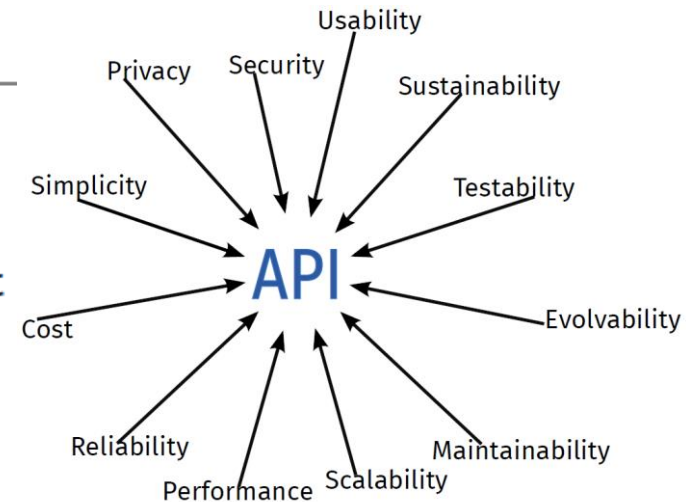 Usability
Privacy
Security
Sustainability
Simplicity
Testability
API
Cost
Evolvability
Reliability
Maintainability
Performance
Scalability